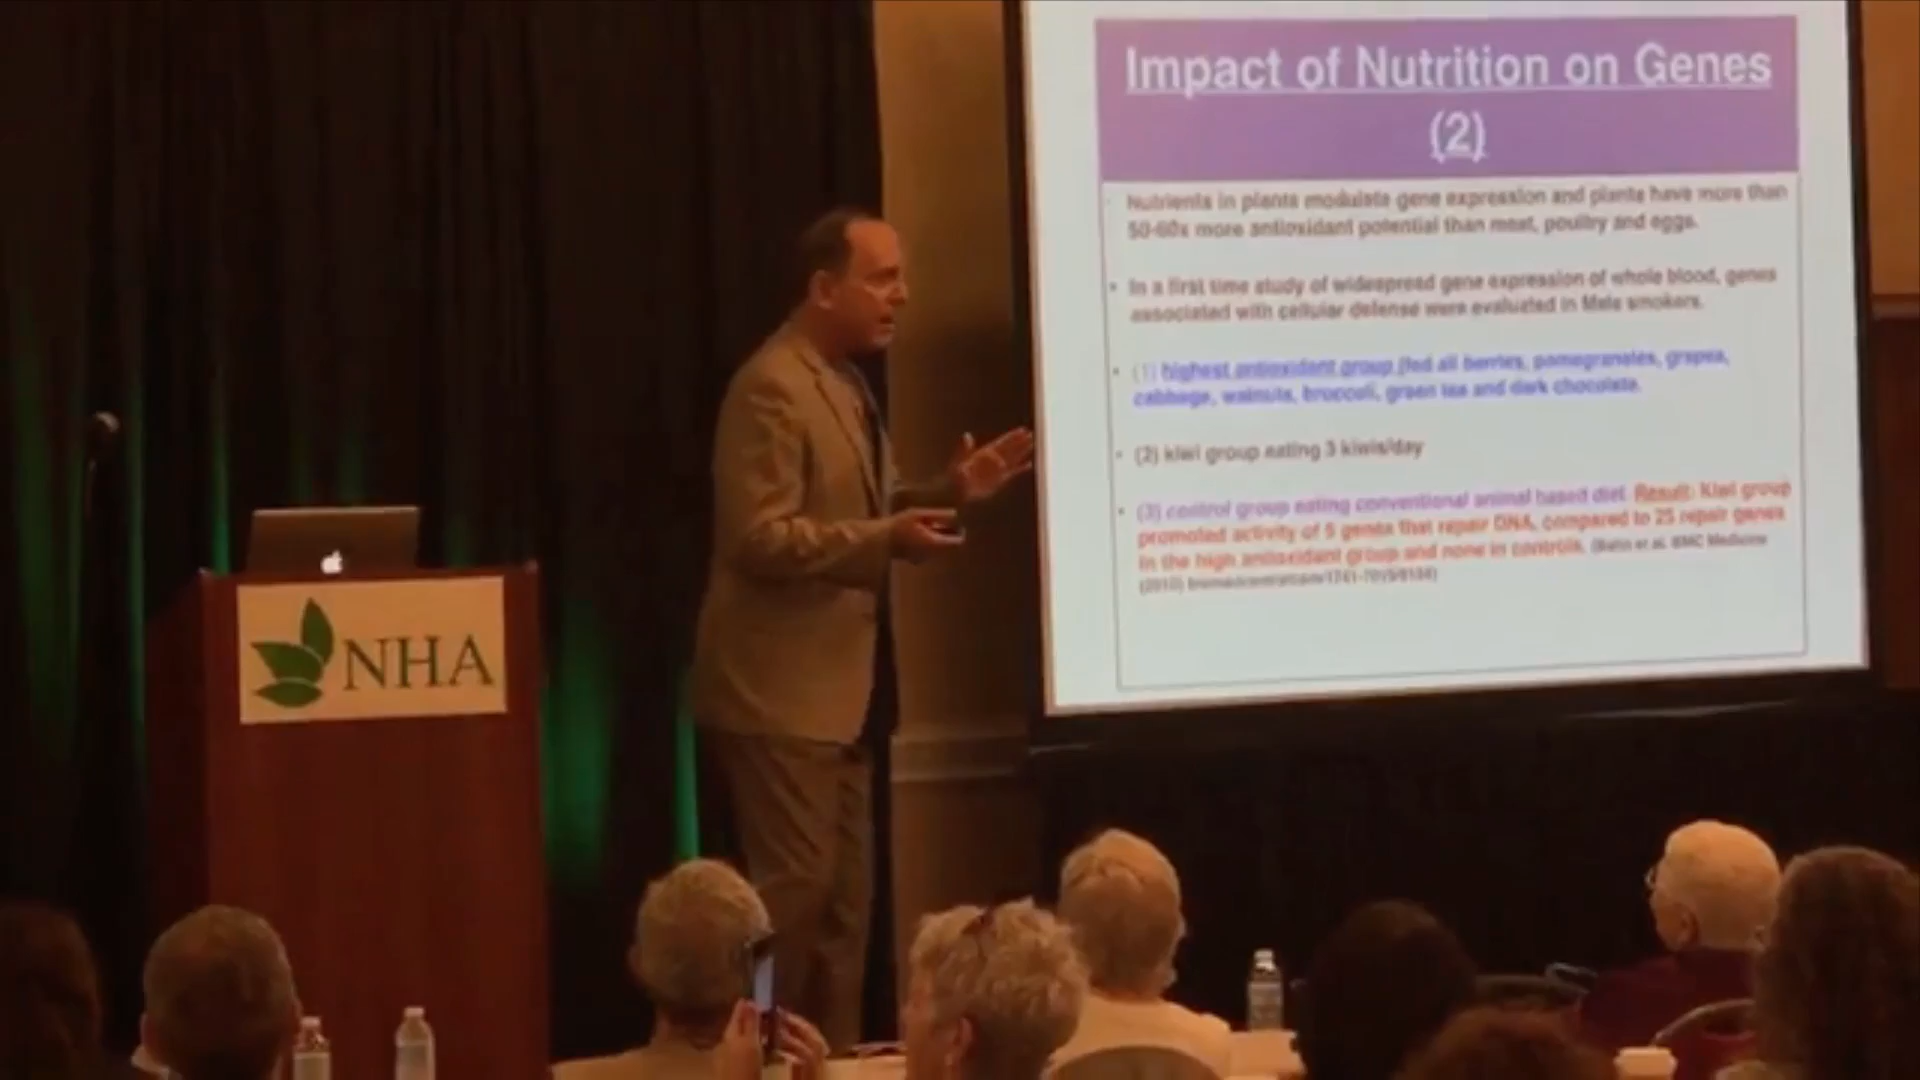 Impact of Nutrition on Genes
(2)
Nutrients in plants modulate gene expression and plants have more than
50-60x more antioxidant potential than meat, poultry and eggs.
In a first time study of widespread gene expression of whole blood, genes
associated with cellular defense were evaluated in Male smokers.
(1) highest antioxidant group (fed all berries, pomegranates, grapes,
cabbage, walnuts, broccoli, green tea and dark chocolate.
(2) kiwi group eating 3 kiwis/day
(3) control group eating conventional animal based diet. Result: Kiwi group
promoted activity of 5 genes that repair DNA, compared to 25 repair genes
in the high antioxidant group and none in controls. et al. BMC Medicine
(2010)
NHA